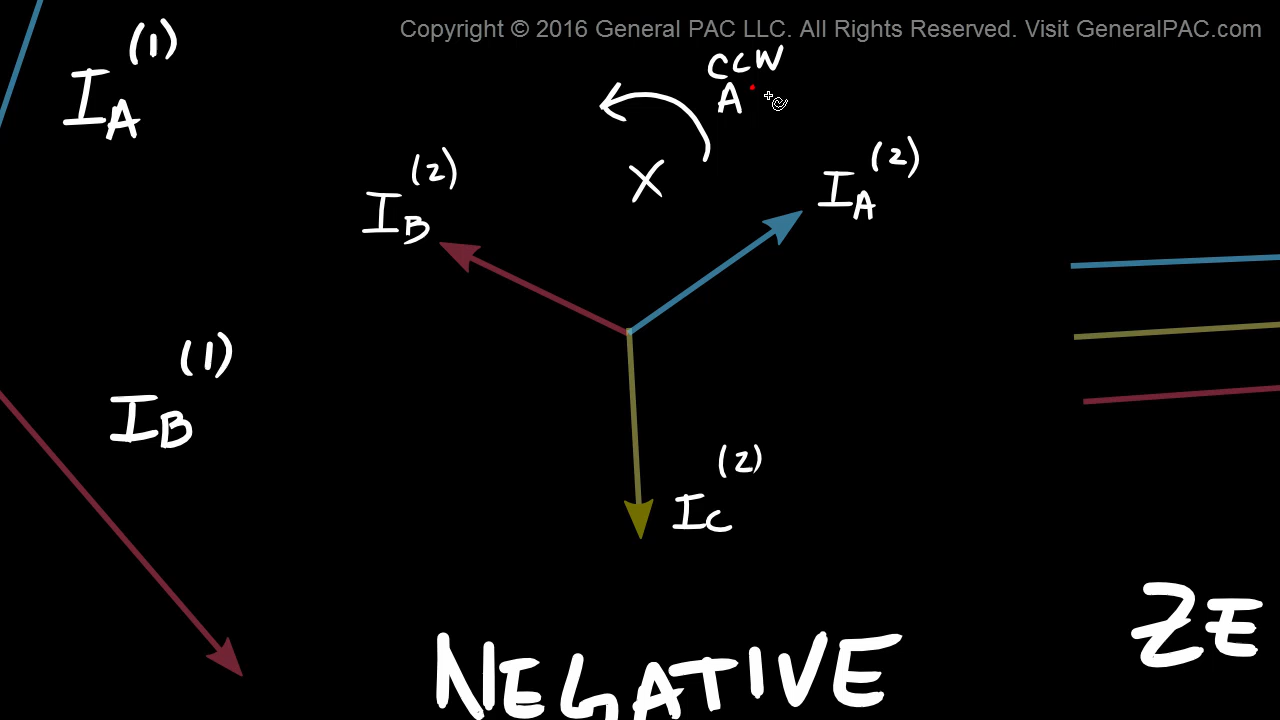 Copyright © 2016 General PAC LLC. All Rights Reserved. Visit GeneralPAC.com
I_A^(1)
CCW
A
X
I_B^(2)
I_A^(2)
I_B^(1)
I_C^(2)
ZE
NEGATIVE